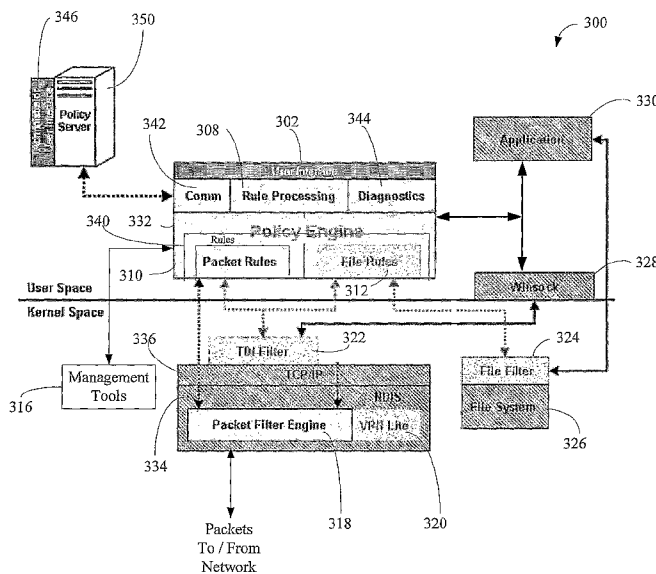 346
350
300
Policy
Server
342
308
302
344
330
Application
User Interface
Comm
Rule Processing
Diagnostics
332
Policy Engine
340
Rules
310
Packet Rules
File Rules
312
328
Winsock
User Space
Kernel Space
322
324
336
TDI Filter
TCP/IP
File Filter
316
Management
Tools
NDIS
File System
334
Packet Filter Engine
VPN Lite
326
318
320
Packets
To / From
Network